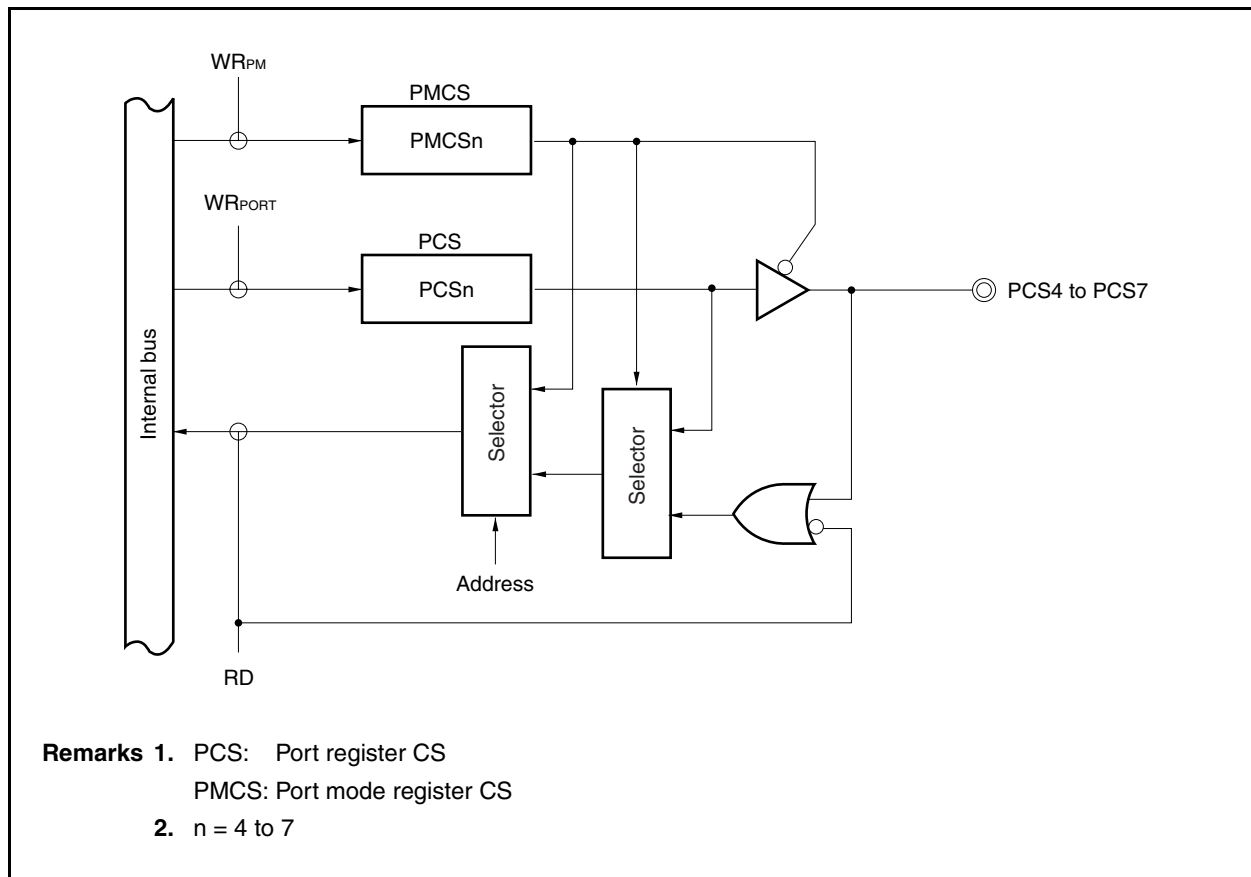 WRPM
PMCS
PMCSn
WRPORT
PCS
PCSn
PCS4 to PCS7
Internal bus
Selector
Selector
Address
RD
Remarks 1. PCS: Port register CS
PMCS: Port mode register CS
2. n = 4 to 7